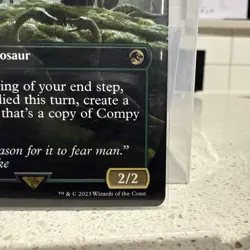 osaur
ing of your end step,
lied this turn, create a
that's a copy of Compy
ason for it to fear man."
ke
2/2
™ & © 2023 Wizards of the Coast